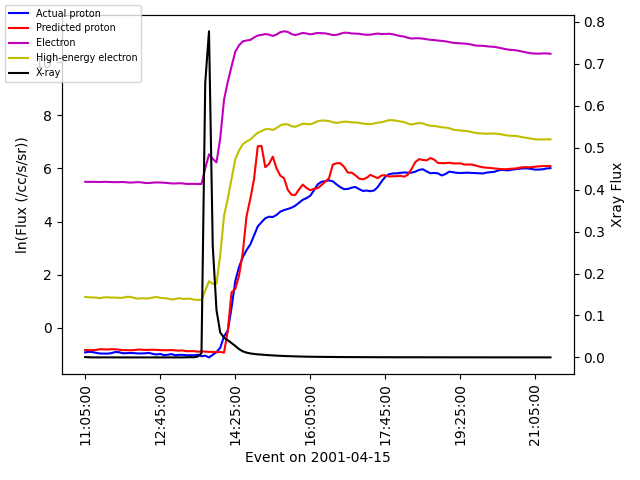 Actual proton
Predicted proton
Electron
High-energy electron
X-ray
10
8
6
4
2
0
ln(Flux (/cc/s/sr))
0.8
0.7
0.6
0.5
0.4
0.3
0.2
0.1
0.0
Xray Flux
11:05:00
12:45:00
14:25:00
16:05:00
17:45:00
19:25:00
21:05:00
Event on 2001-04-15